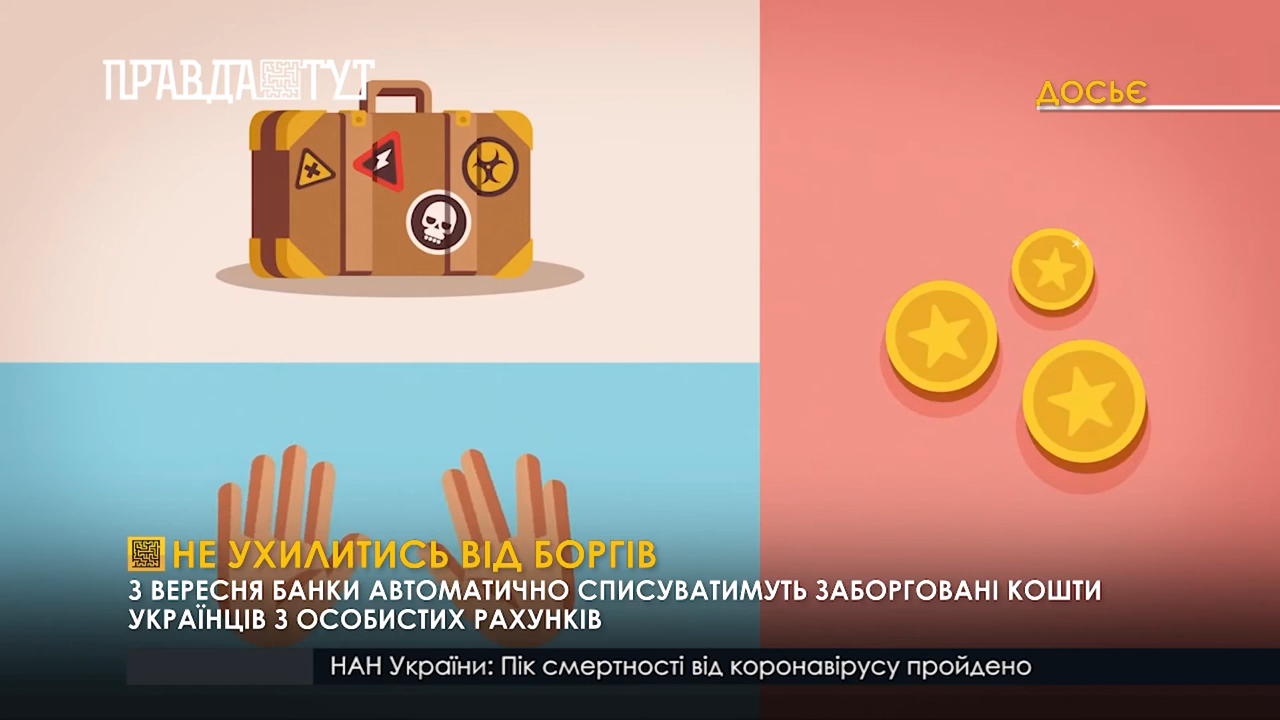 ПРАВДА ТУТ
ДОСЬЄ
НЕ УХИЛИТИСЬ ВІД БОРГІВ
З ВЕРЕСНЯ БАНКИ АВТОМАТИЧНО СПИСУВАТИМУТЬ ЗАБОРГОВАНІ КОШТИ
УКРАЇНЦІВ З ОСОБИСТИХ РАХУНКІВ
НАН України: Пік смертності від коронавірусу пройдено